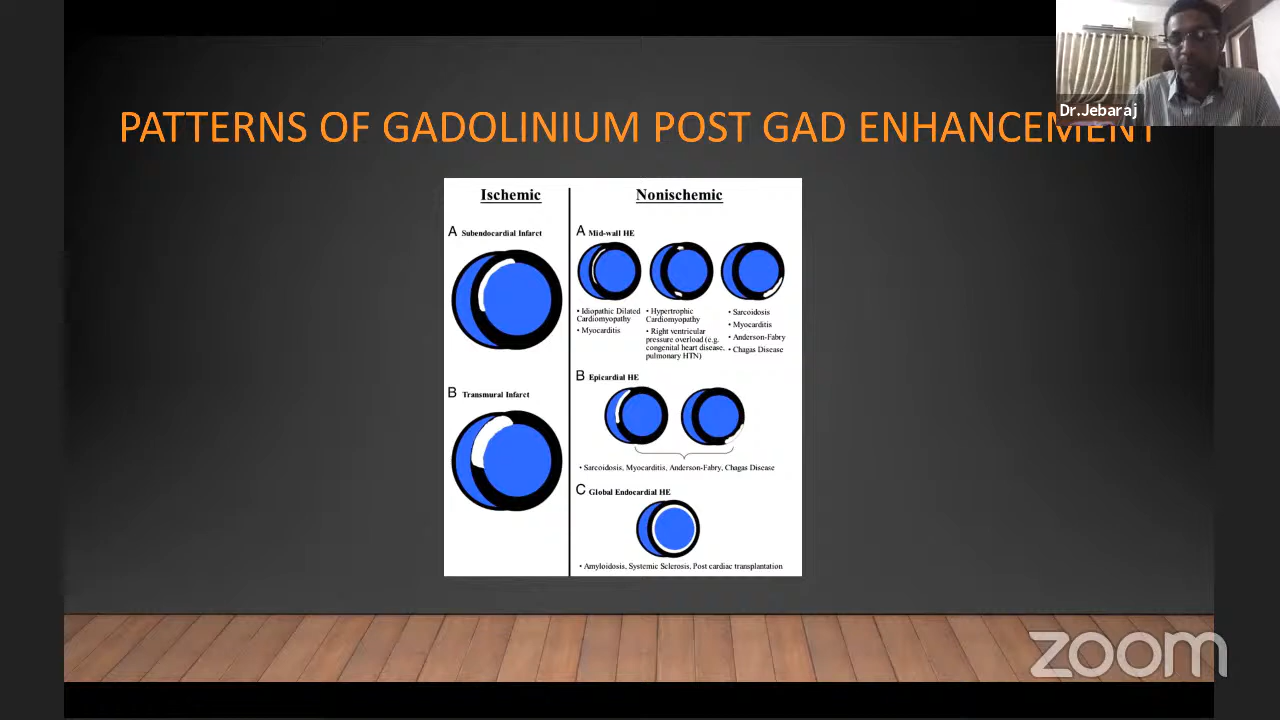 Dr.Jebaraj
PATTERNS OF GADOLINIUM POST GAD ENHANCEMENT
Ischemic
A Subendocardial Infarct
B Transmural Infarct
Nonischemic
A Mid-wall HE
• Idiopathic Dilated
Cardiomyopathy
• Myocarditis
• Hypertrophic
Cardiomyopathy
• Right ventricular
pressure overload (e.g.
congenital heart disease,
pulmonary HTN)
• Sarcoidosis
• Myocarditis
• Anderson-Fabry
• Chagas Disease
B Epicardial HE
• Sarcoidosis, Myocarditis, Anderson-Fabry, Chagas Disease
C Global Endocardial HE
• Amyloidosis, Systemic Sclerosis, Post cardiac transplantation
zoom